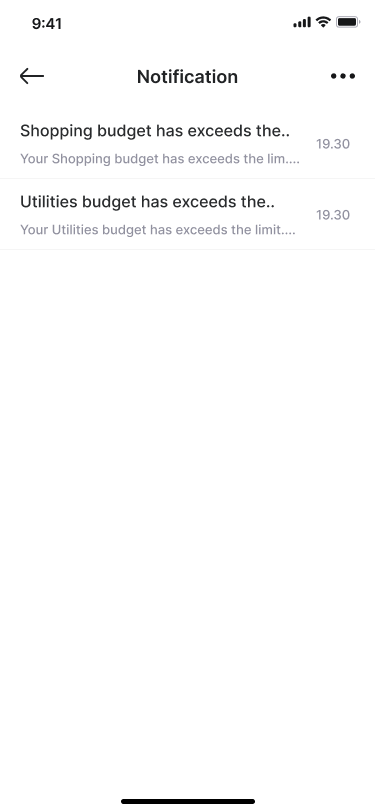 9:41
Notification
Shopping budget has exceeds the..
19.30
Your Shopping budget has exceeds the lim....
Utilities budget has exceeds the..
19.30
Your Utilities budget has exceeds the limit....